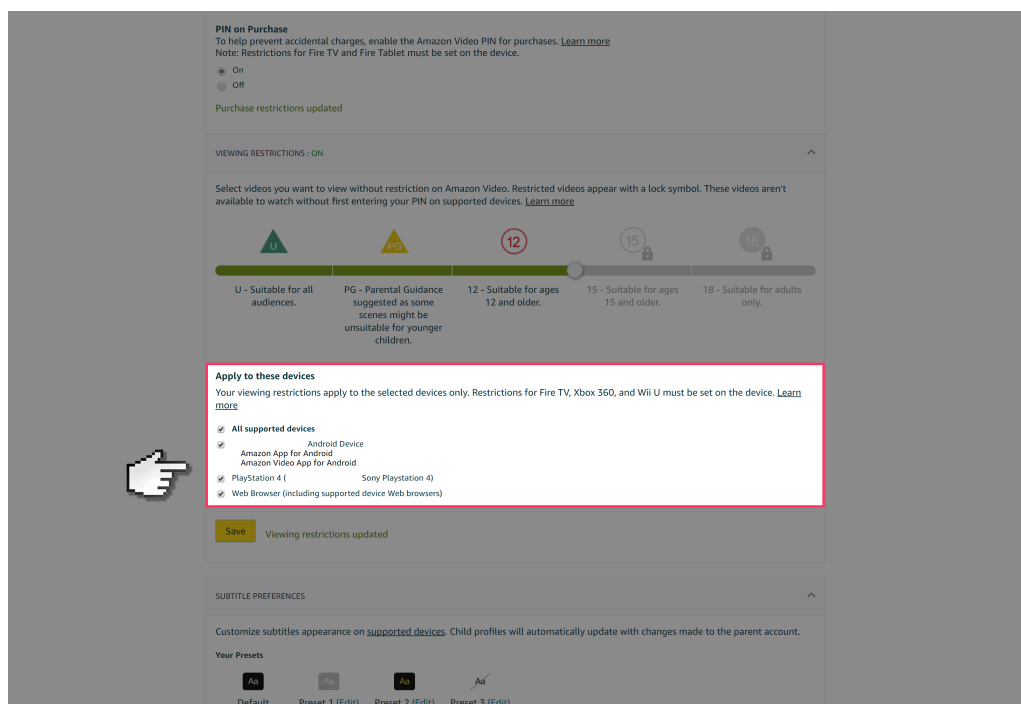 PIN on Purchase
To help prevent accidental charges, enable the Amazon Video PIN for purchases. Learn more
Note: Restrictions for Fire TV and Fire Tablet must be set on the device.
On
Off
Purchase restrictions updated
VIEWING RESTRICTIONS : ON
Select videos you want to view without restriction on Amazon Video. Restricted videos appear with a lock symbol. These videos aren't
available to watch without first entering your PIN on supported devices. Learn more
U PG 12 15 18
U - Suitable for all
audiences.
PG - Parental Guidance
suggested as some
scenes might be
unsuitable for younger
children.
12 - Suitable for ages
12 and older.
15 - Suitable for ages
15 and older.
18 - Suitable for adults
only.
Apply to these devices
Your viewing restrictions apply to the selected devices only. Restrictions for Fire TV, Xbox 360, and Wii U must be set on the device. Learn
more
All supported devices
Android Device
Amazon App for Android
Amazon Video App for Android
PlayStation 4 ( Sony Playstation 4)
Web Browser (including supported device Web browsers)
Save Viewing restrictions updated
SUBTITLE PREFERENCES
Customize subtitles appearance on supported devices. Child profiles will automatically update with changes made to the parent account.
Your Presets
Aa Aa Aa Aa
Default Preset 1 (Edit) Preset 2 (Edit) Preset 3 (Edit)